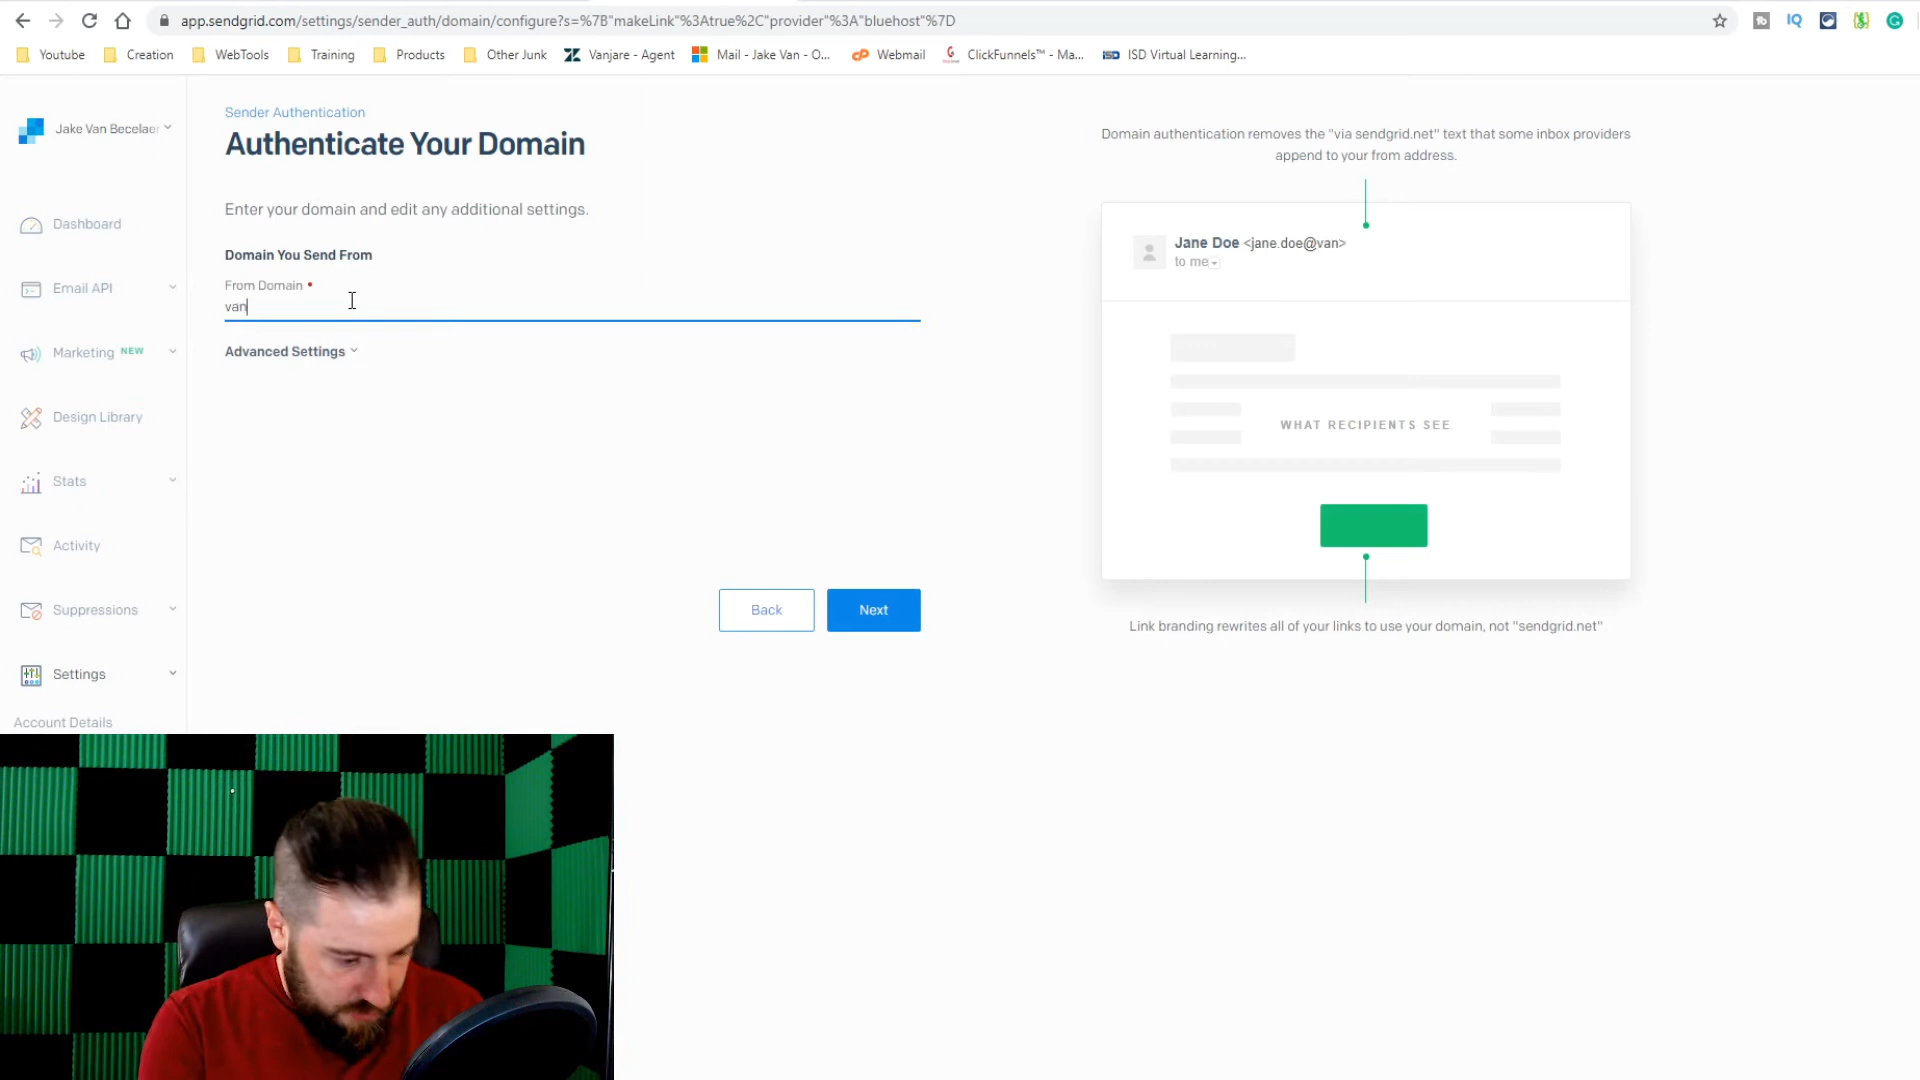 app.sendgrid.com/settings/sender_auth/domain/configure?s=%7B"makeLink"%3Atrue%2C"provider"%3A"bluehost"%7D
Youtube Creation WebTools Training Products Other Junk Vanjare - Agent Mail - Jake Van - O... Webmail ClickFunnels™ - Ma... ISD Virtual Learning...
Jake Van Becelaer
Dashboard
Email API
Marketing NEW
Design Library
Stats
Activity
Suppressions
Settings
Account Details
Sender Authentication
Authenticate Your Domain
Enter your domain and edit any additional settings.
Domain You Send From
From Domain •
van
Advanced Settings
Back
Next
Domain authentication removes the "via sendgrid.net" text that some inbox providers
append to your from address.
Jane Doe <jane.doe@van>
to me
WHAT RECIPIENTS SEE
Link branding rewrites all of your links to use your domain, not "sendgrid.net"